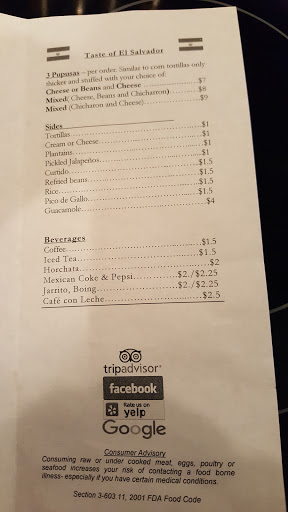 Taste of El Salvador
3 Pupusas – per order. Similar to corn tortillas only
thicker and stuffed with your choice of:
Cheese or Beans and Cheese ..................$7
Mixed( Cheese, Beans and Chicharron)..........$8
Mixed (Chicharon and Cheese)..................$9
Sides
Tortillas..................................$1
Cream or Cheese............................$1
Plantains..................................$1
Pickled Jalapeños..........................$1
Curtido....................................$1.5
Refried beans..............................$1.5
Rice.......................................$1.5
Pico de Gallo..............................$1.5
Guacamole..................................$4
Beverages
Coffee.....................................$1.5
Iced Tea...................................$1.5
Horchata...................................$2
Mexican Coke & Pepsi............$2./$2.25
Jarrito, Boing..................$2./$2.25
Café con Leche.............................$2.5
tripadvisor
facebook
Rate us on
yelp
Google
Consumer Advisory
Consuming raw or under cooked meat, eggs, poultry or
seafood increases your risk of contacting a food borne
illness- especially if you have certain medical conditions.
Section 3-603.11, 2001 FDA Food Code